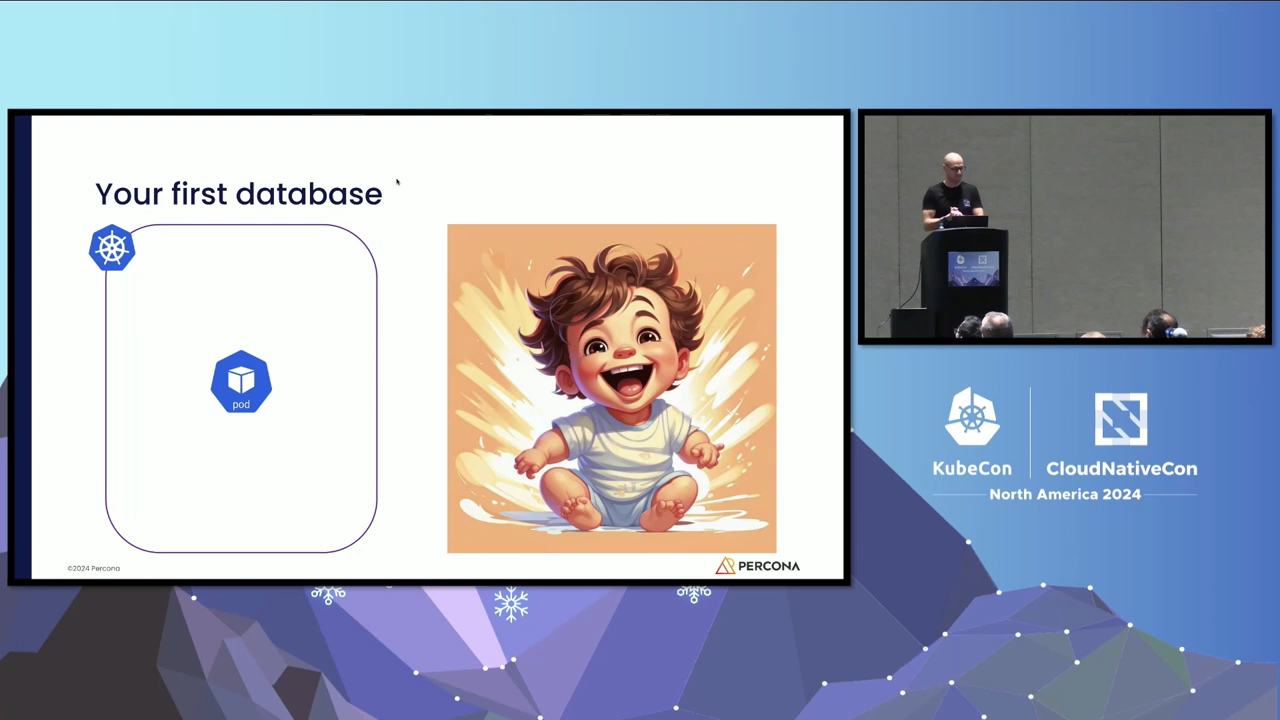 Your first database
pod
©2024 Percona
PERCONA
KubeCon
CloudNativeCon
North America 2024